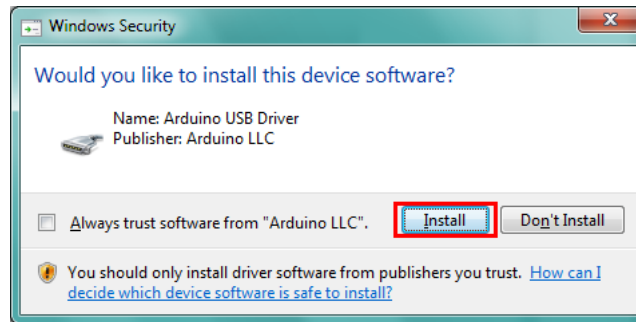 Windows Security
Would you like to install this device software?
Name: Arduino USB Driver
Publisher: Arduino LLC
Always trust software from "Arduino LLC".
Install
Don't Install
You should only install driver software from publishers you trust. How can I
decide which device software is safe to install?